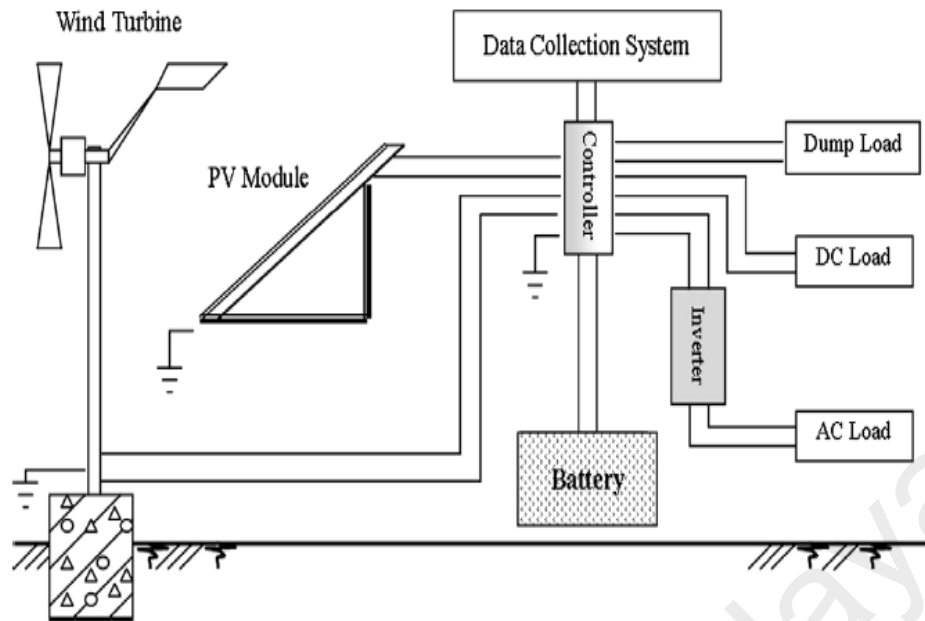 Wind Turbine
Data Collection System
Controller
Dump Load
PV Module
DC Load
Inverter
AC Load
Battery